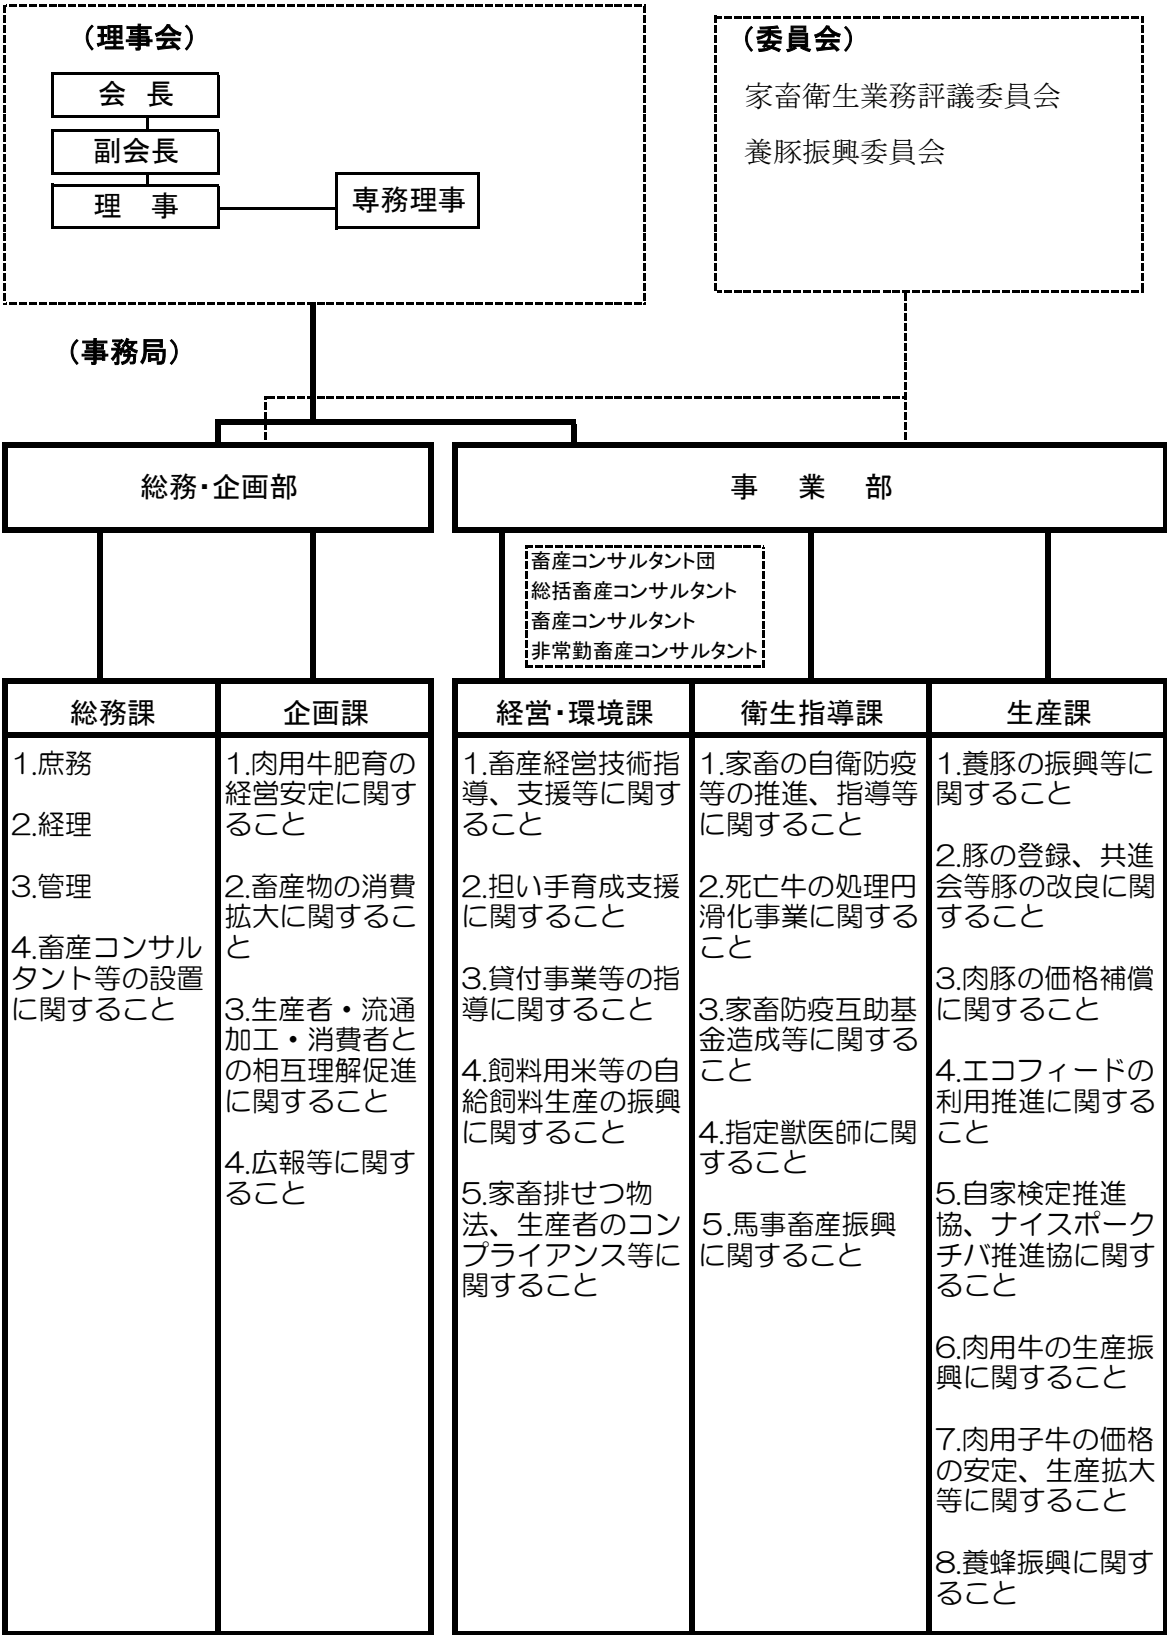 （理事会）
会 長
副会長
理 事
専務理事
（委員会）
家畜衛生業務評議委員会
養豚振興委員会
（事務局）
総務・企画部
事 業 部
畜産コンサルタント団
総括畜産コンサルタント
畜産コンサルタント
非常勤畜産コンサルタント
総務課
1.庶務
2.経理
3.管理
4.畜産コンサル
タント等の設置
に関すること
企画課
1.肉用牛肥育の
経営安定に関す
ること
2.畜産物の消費
拡大に関するこ
と
3.生産者・流通
加工・消費者と
の相互理解促進
に関すること
4.広報等に関す
ること
経営・環境課
1.畜産経営技術指
導、支援等に関す
ること
2.担い手育成支援
に関すること
3.貸付事業等の指
導に関すること
4.飼料用米等の自
給飼料生産の振興
に関すること
5.家畜排せつ物
法、生産者のコン
プライアンス等に
関すること
衛生指導課
1.家畜の自衛防疫
等の推進、指導等
に関すること
2.死亡牛の処理円
滑化事業に関する
こと
3.家畜防疫互助基
金造成等に関する
こと
4.指定獣医師に関
すること
５.馬事畜産振興
に関すること
生産課
1.養豚の振興等に
関すること
2.豚の登録、共進
会等豚の改良に関
すること
3.肉豚の価格補償
に関すること
4.エコフィードの
利用推進に関する
こと
5.自家検定推進
協、ナイスポーク
チバ推進協に関す
ること
6.肉用牛の生産振
興に関すること
7.肉用子牛の価格
の安定、生産拡大
等に関すること
8.養蜂振興に関す
ること